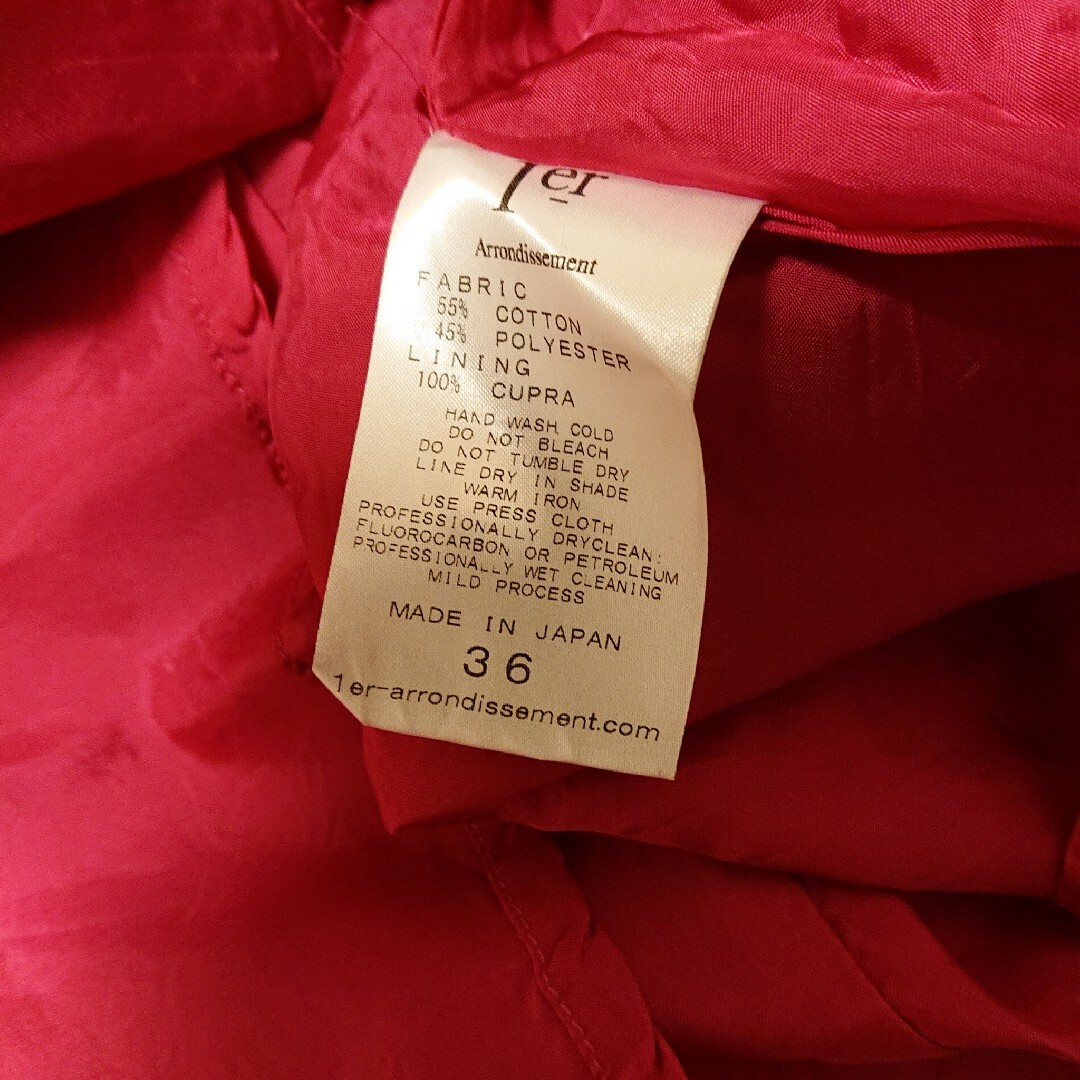 1er
Arrondissement
FABRIC
55% COTTON
45% POLYESTER
LINING
100% CUPRA
HAND WASH COLD
DO NOT BLEACH
DO NOT TUMBLE DRY
LINE DRY IN SHADE
WARM IRON
USE PRESS CLOTH
PROFESSIONALLY DRYCLEAN:
FLUOROCARBON OR PETROLEUM
PROFESSIONALLY WET CLEANING
MILD PROCESS
MADE IN JAPAN
36
1er-arrondissement.com